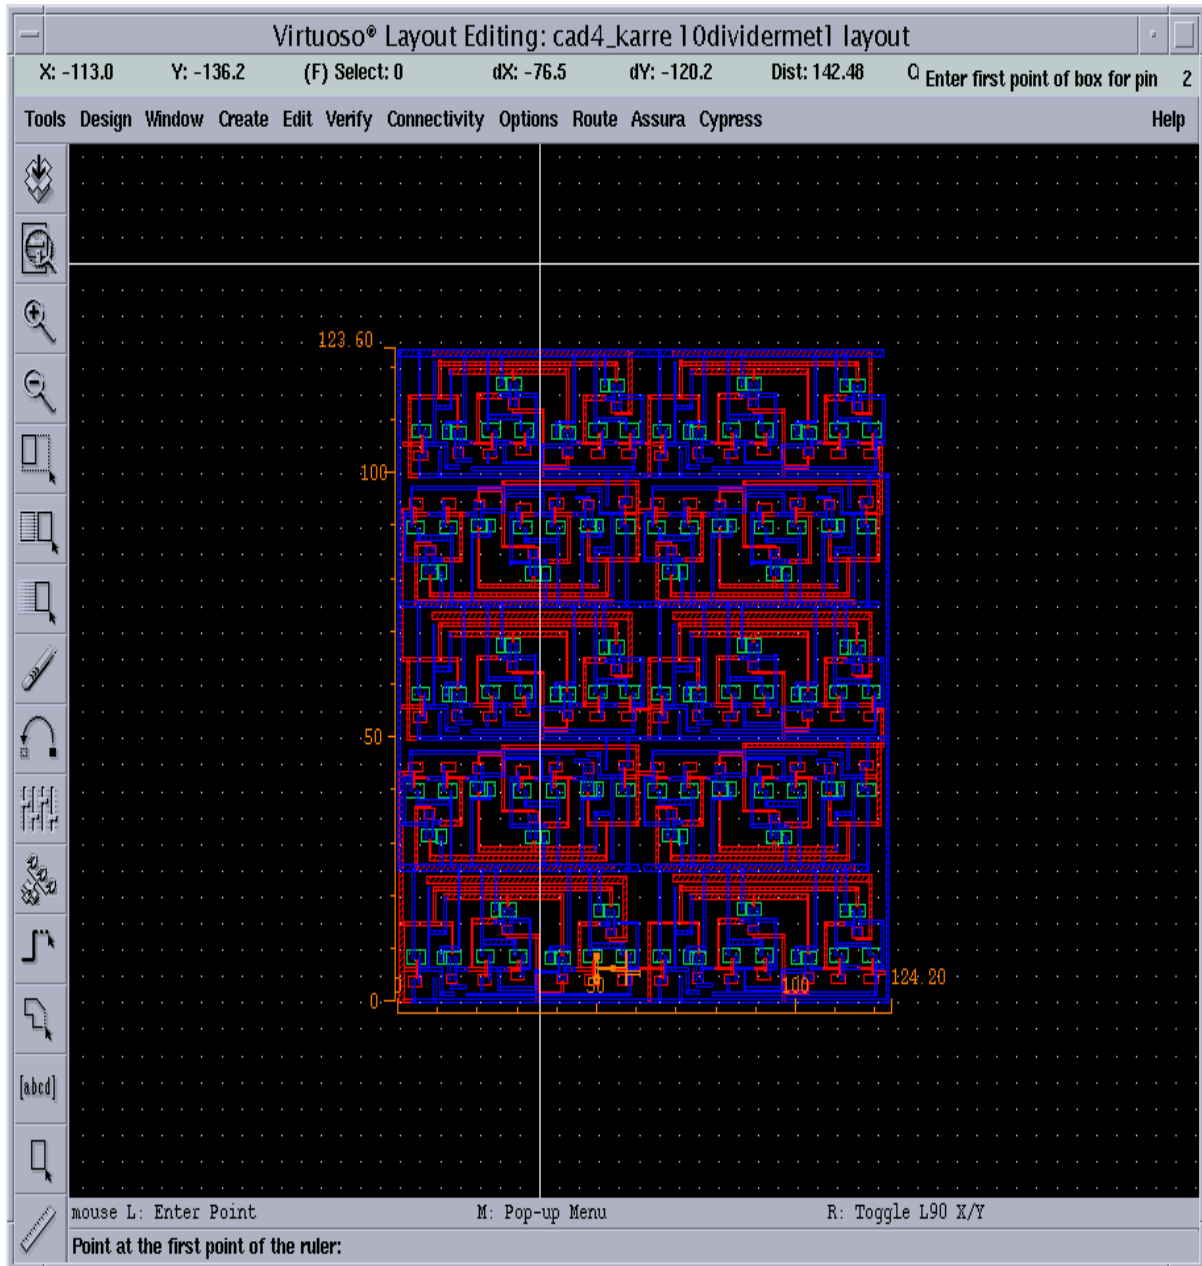 Virtuoso® Layout Editing: cad4_karre 10dividermet1 layout
X: -113.0 Y: -136.2 (F) Select: 0 dX: -76.5 dY: -120.2 Dist: 142.48 Enter first point of box for pin 2
Tools Design Window Create Edit Verify Connectivity Options Route Assura Cypress Help
123.60
100
50
0
0 50 100 124.20
[abcd]
mouse L: Enter Point M: Pop-up Menu R: Toggle L90 X/Y
Point at the first point of the ruler: